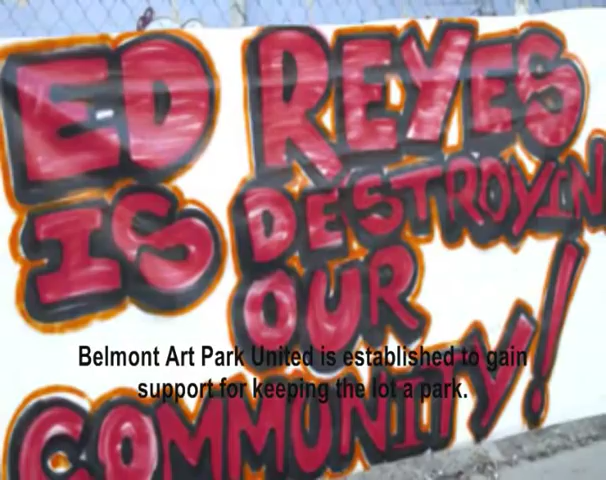 ED REYES
IS DESTROYIN
OUR
COMMUNITY!
Belmont Art Park United is established to gain
support for keeping the lot a park.